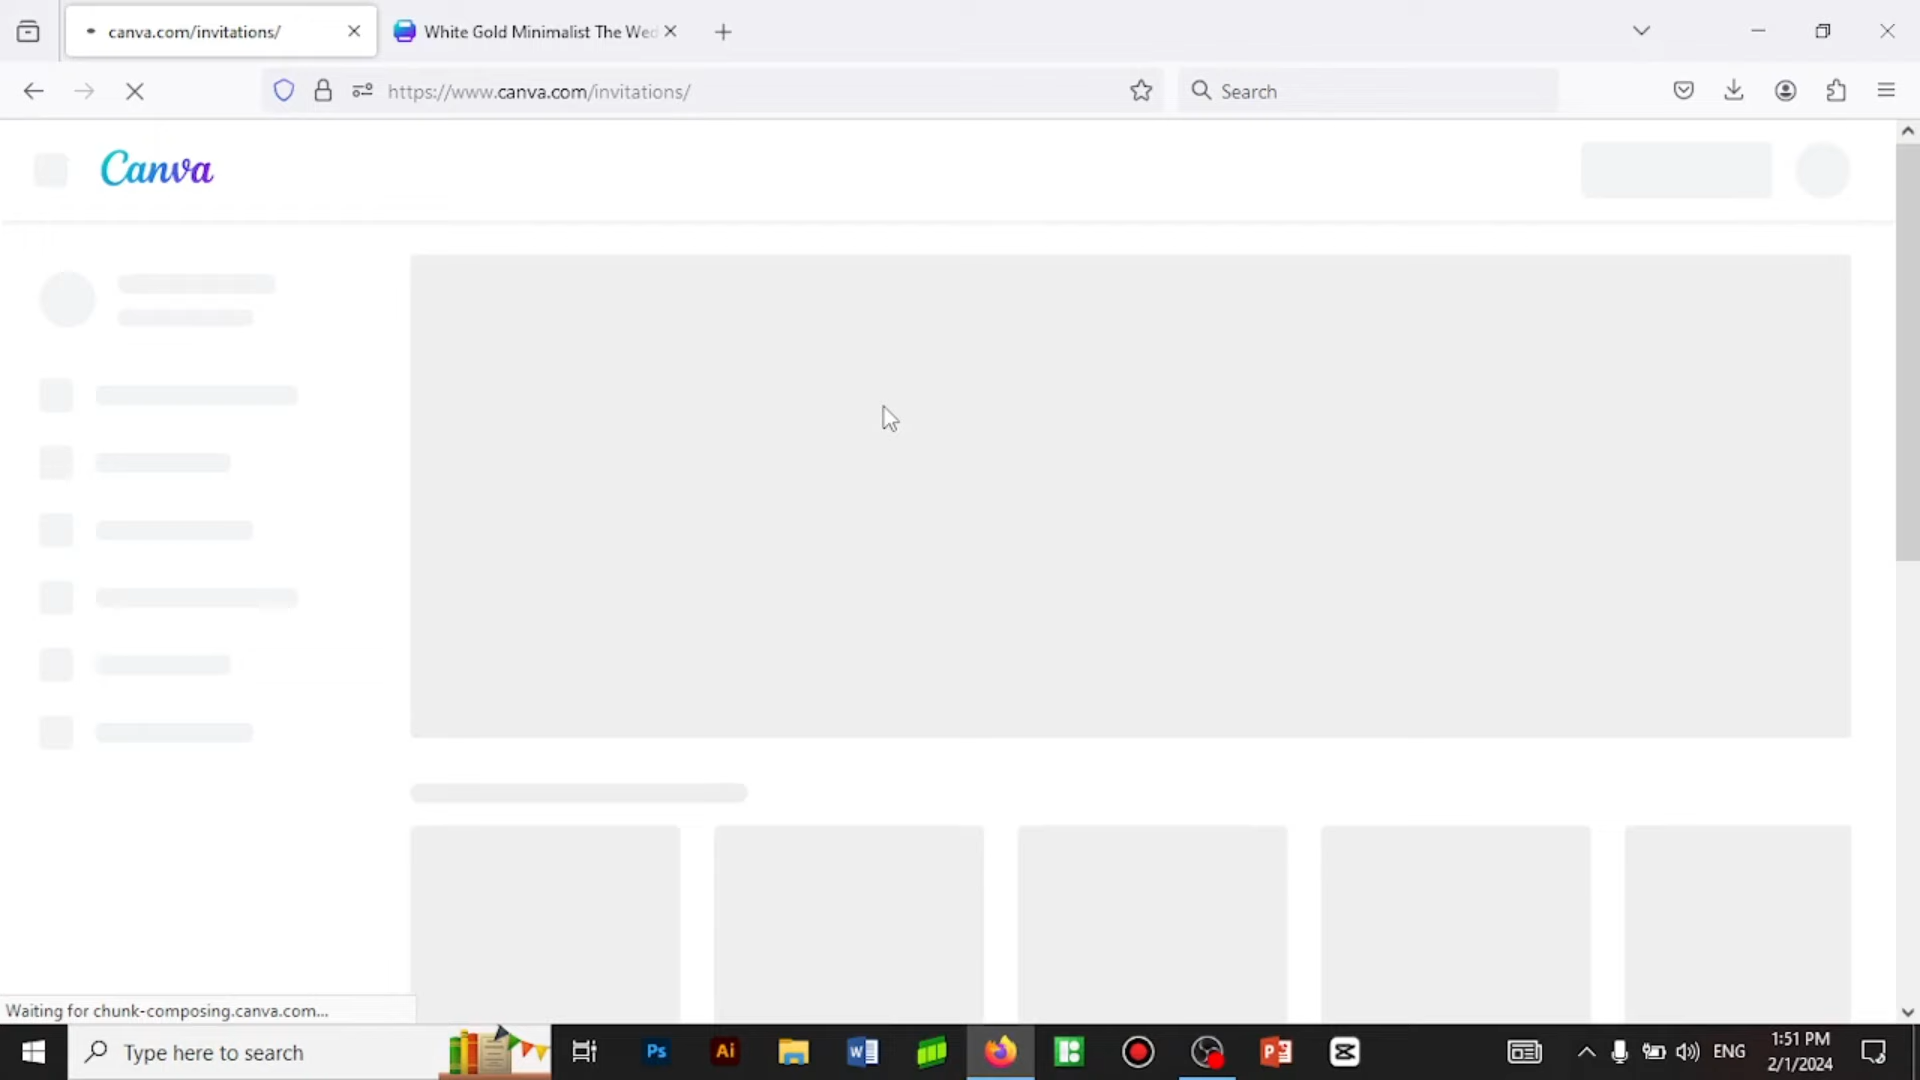 canva.com/invitations/
White Gold Minimalist The Wed
https://www.canva.com/invitations/
Search
Canva
Waiting for chunk-composing.canva.com...
Type here to search
Ps
Ai
W
P
ENG
1:51 PM
2/1/2024